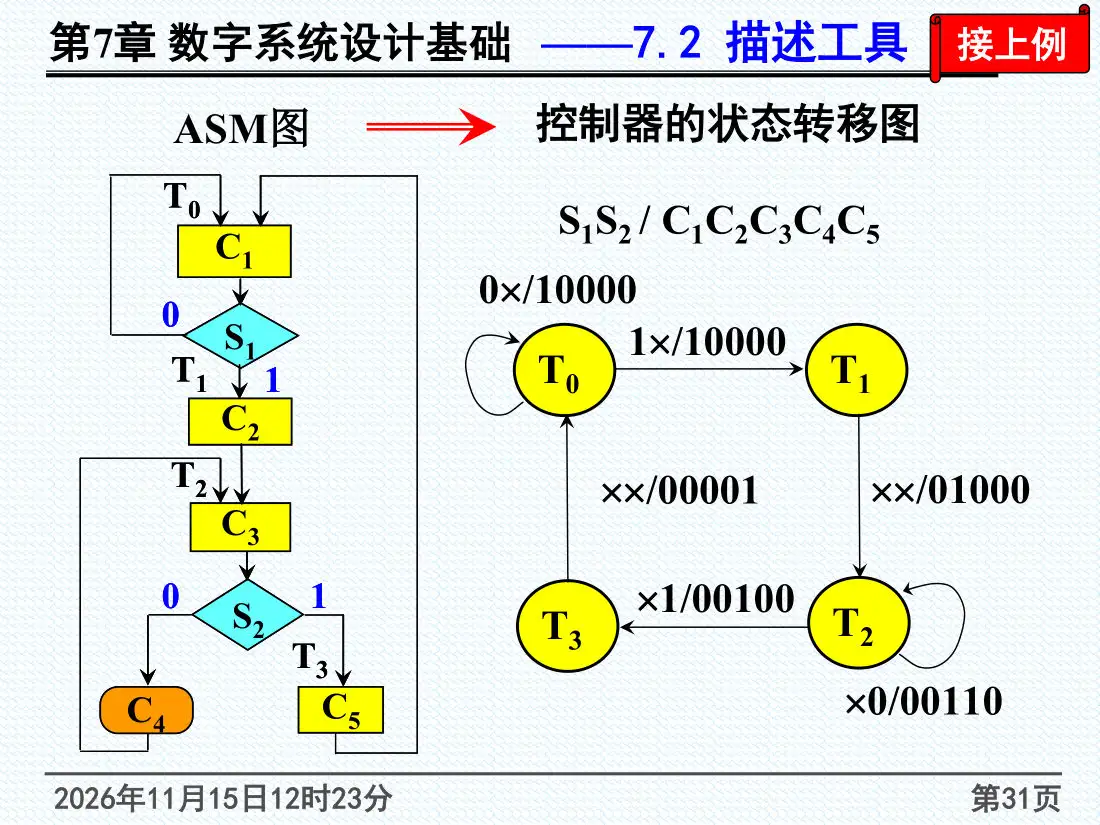 第7章 数字系统设计基础 ——7.2 描述工具
接上例
ASM图
控制器的状态转移图
T0
C1
0
S1
T1
1
C2
T2
C3
0
1
S2
T3
C4
C5
S1S2 / C1C2C3C4C5
0×/10000
1×/10000
T0
T1
××/00001
××/01000
×1/00100
T3
T2
×0/00110
2026年11月15日12时23分
第31页